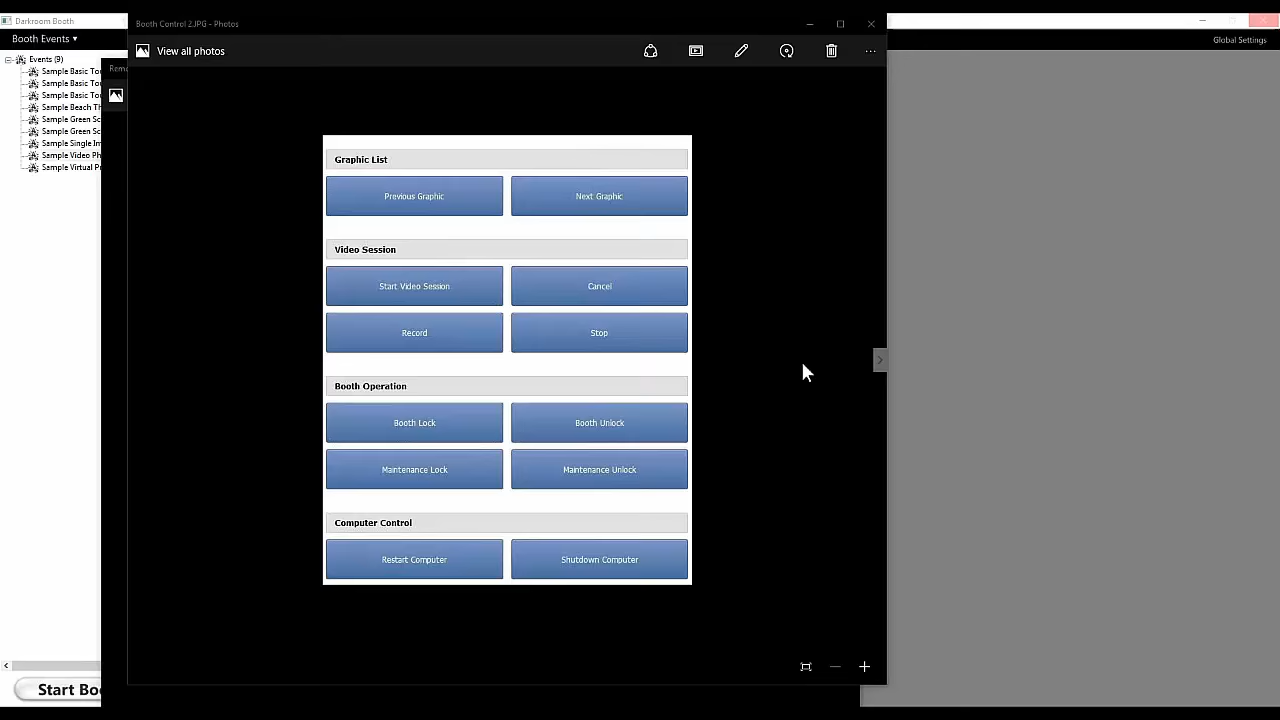 Darkroom Booth
Booth Events ▾
Events (9)
Sample Basic To
Sample Basic To
Sample Basic To
Sample Beach Th
Sample Green Sc
Sample Green Sc
Sample Single Im
Sample Video Ph
Sample Virtual P
Start Bo
Remo
Booth Control 2.JPG - Photos
View all photos
Graphic List
Previous Graphic
Next Graphic
Video Session
Start Video Session
Cancel
Record
Stop
Booth Operation
Booth Lock
Booth Unlock
Maintenance Lock
Maintenance Unlock
Computer Control
Restart Computer
Shutdown Computer
Global Settings